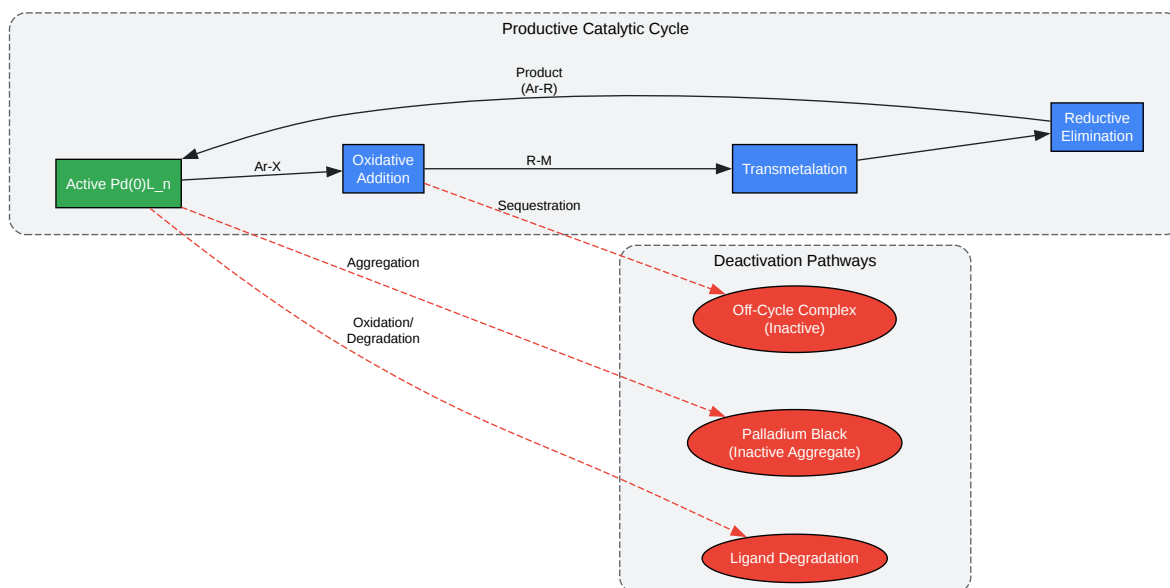 Productive Catalytic Cycle
Product
(Ar-R)
Reductive
Elimination
Ar-X
Oxidative
Addition
R-M
Transmetalation
Active Pd(0)L_n
Sequestration
Aggregation
Deactivation Pathways
Off-Cycle Complex
(Inactive)
Oxidation/
Degradation
Palladium Black
(Inactive Aggregate)
Ligand Degradation